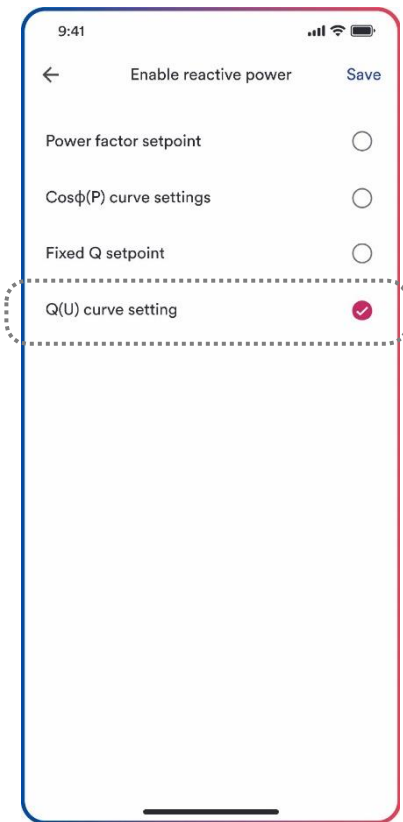 9:41
Enable reactive power Save
Power factor setpoint
Cosϕ(P) curve settings
Fixed Q setpoint
Q(U) curve setting